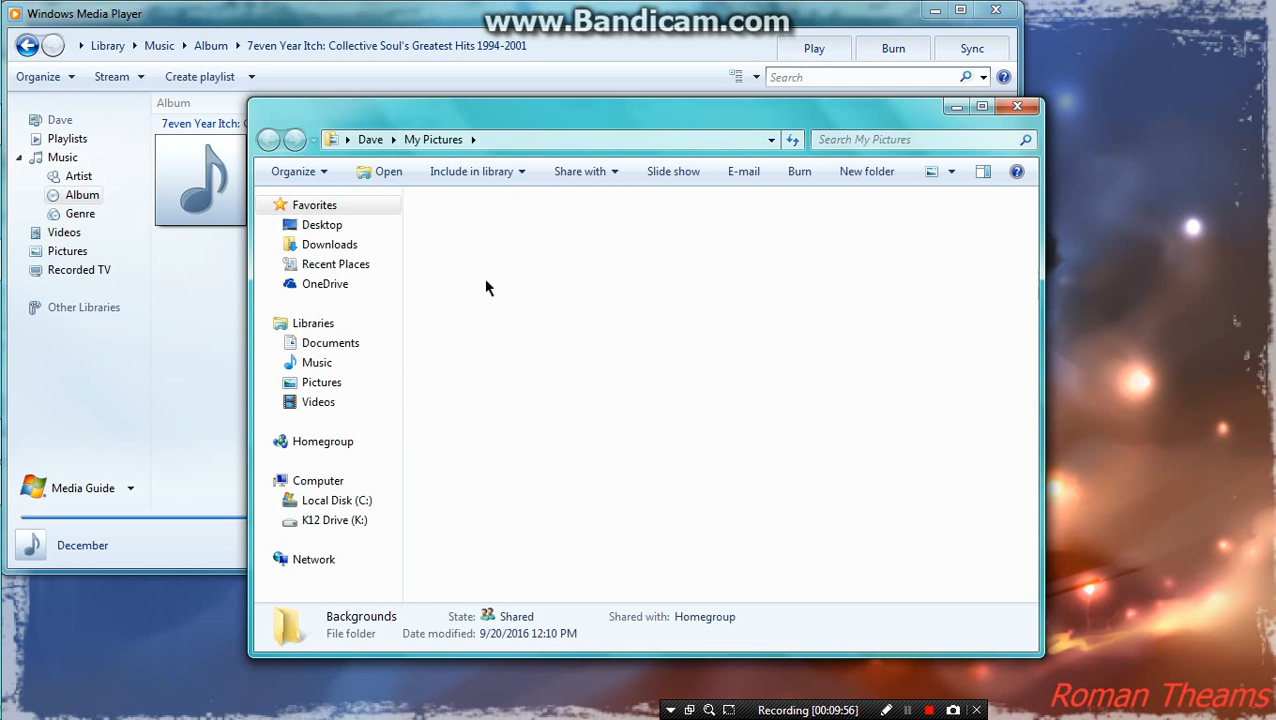 Windows Media Player
www.Bandicam.com
Library Music Album 7even Year Itch: Collective Soul's Greatest Hits 1994-2001
Play Burn Sync
Organize Stream Create playlist Search
Album
7even Year Itch:
Dave
Playlists
Music
Artist
Album
Genre
Videos
Pictures
Recorded TV
Other Libraries
Media Guide
December
Dave My Pictures Search My Pictures
Organize Open Include in library Share with Slide show E-mail Burn New folder
Favorites
Desktop
Downloads
Recent Places
OneDrive
Libraries
Documents
Music
Pictures
Videos
Homegroup
Computer
Local Disk (C:)
K12 Drive (K:)
Network
Backgrounds State: Shared Shared with: Homegroup
File folder Date modified: 9/20/2016 12:10 PM
Recording [00:09:56]
Roman Theams